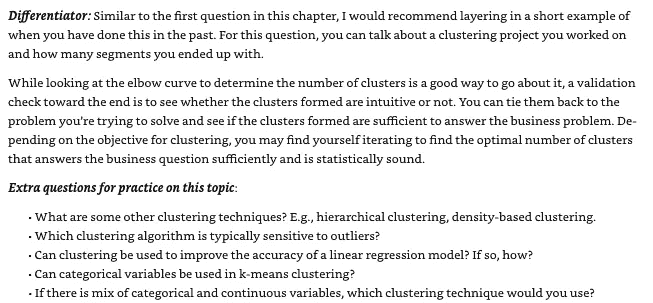 Differentiator: Similar to the first question in this chapter, I would recommend layering in a short example of
when you have done this in the past. For this question, you can talk about a clustering project you worked on
and how many segments you ended up with.
While looking at the elbow curve to determine the number of clusters is a good way to go about it, a validation
check toward the end is to see whether the clusters formed are intuitive or not. You can tie them back to the
problem you're trying to solve and see if the clusters formed are sufficient to answer the business problem. De-
pending on the objective for clustering, you may find yourself iterating to find the optimal number of clusters
that answers the business question sufficiently and is statistically sound.
Extra questions for practice on this topic:
• What are some other clustering techniques? E.g., hierarchical clustering, density-based clustering.
• Which clustering algorithm is typically sensitive to outliers?
• Can clustering be used to improve the accuracy of a linear regression model? If so, how?
• Can categorical variables be used in k-means clustering?
• If there is mix of categorical and continuous variables, which clustering technique would you use?